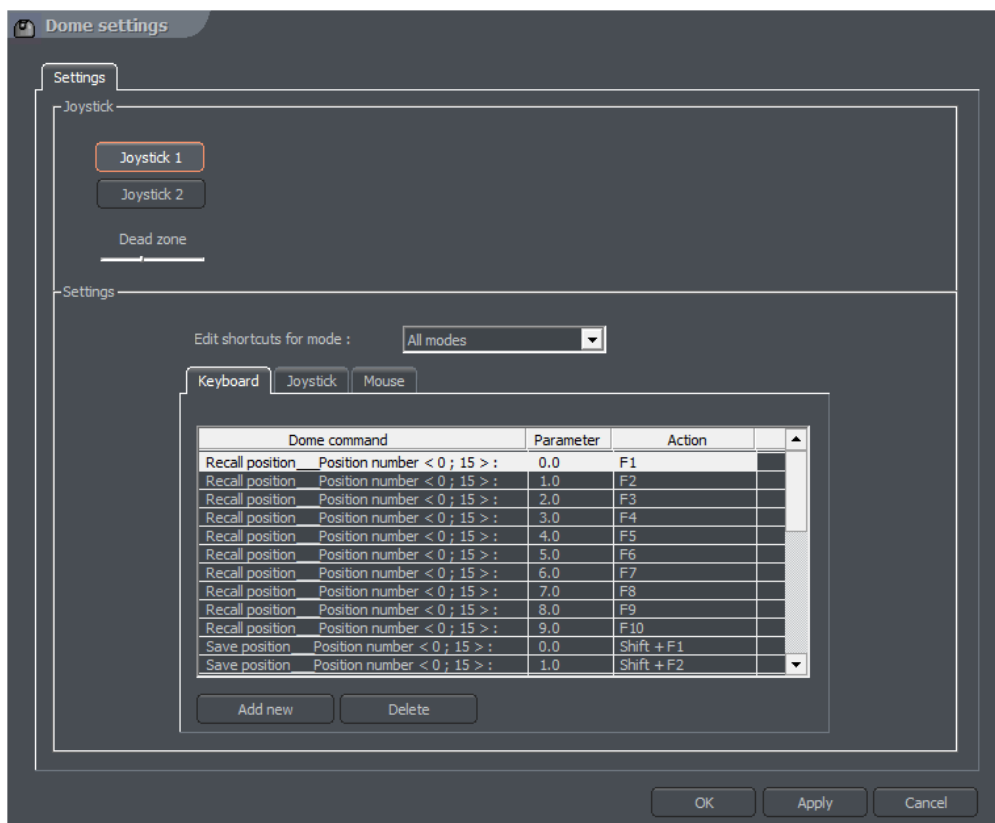 Dome settings
Settings
Joystick
Joystick 1
Joystick 2
Dead zone
Settings
Edit shortcuts for mode : All modes
Keyboard Joystick Mouse
Dome command Parameter Action
Recall position___Position number < 0 ; 15 > : 0.0 F1
Recall position___Position number < 0 ; 15 > : 1.0 F2
Recall position___Position number < 0 ; 15 > : 2.0 F3
Recall position___Position number < 0 ; 15 > : 3.0 F4
Recall position___Position number < 0 ; 15 > : 4.0 F5
Recall position___Position number < 0 ; 15 > : 5.0 F6
Recall position___Position number < 0 ; 15 > : 6.0 F7
Recall position___Position number < 0 ; 15 > : 7.0 F8
Recall position___Position number < 0 ; 15 > : 8.0 F9
Recall position___Position number < 0 ; 15 > : 9.0 F10
Save position___Position number < 0 ; 15 > : 0.0 Shift + F1
Save position___Position number < 0 ; 15 > : 1.0 Shift + F2
Add new Delete
OK Apply Cancel